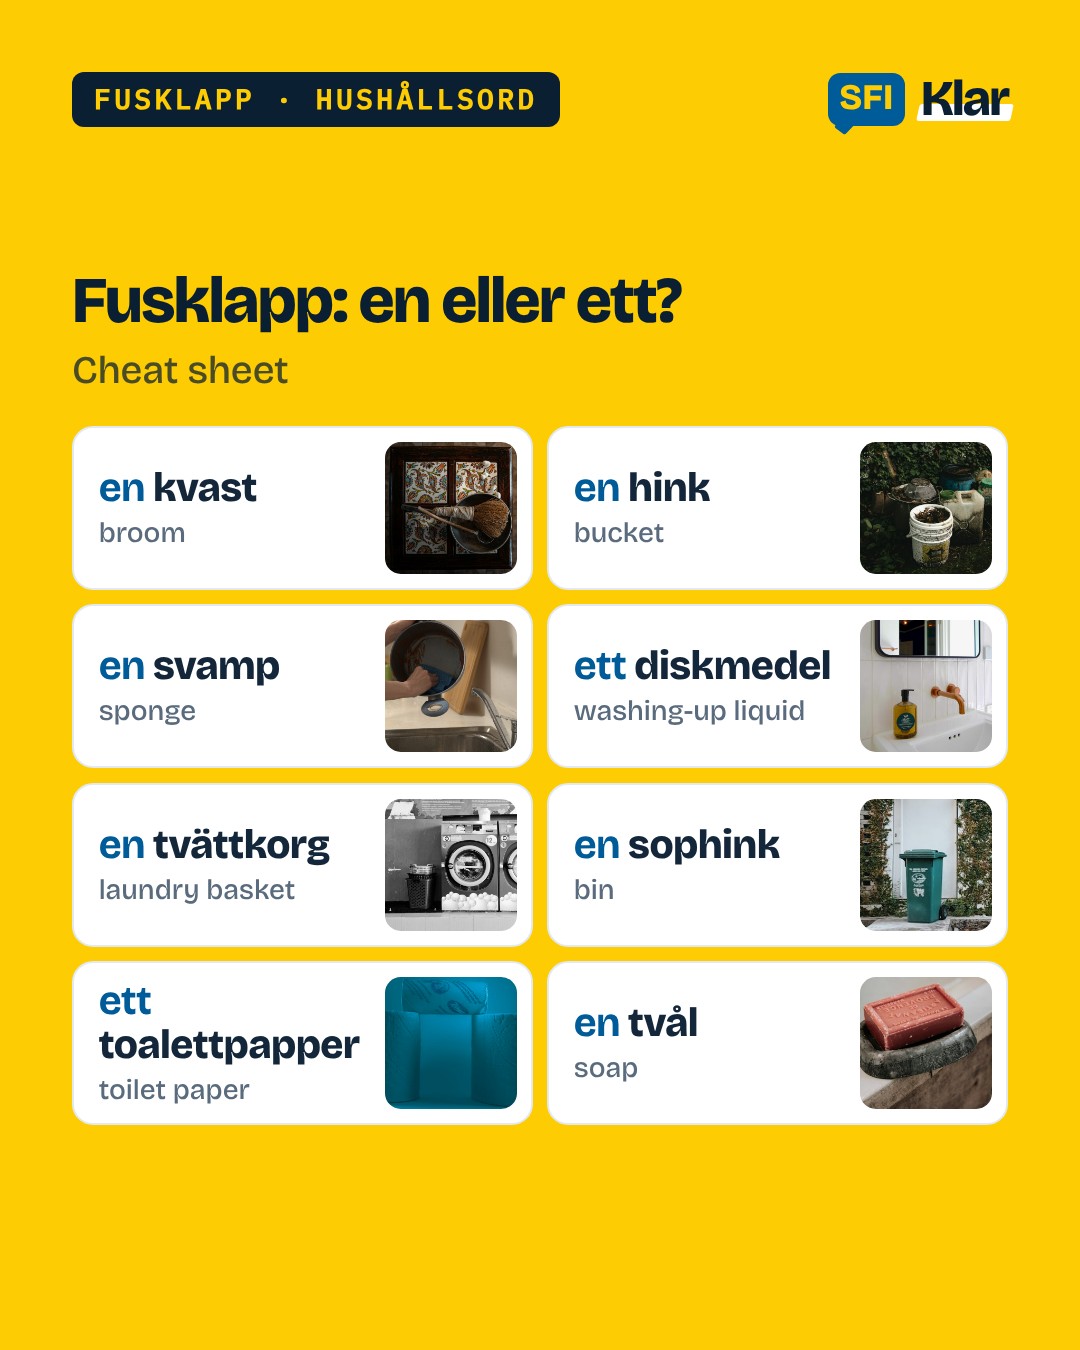 FUSKLAPP · HUSHÅLLSORD
SFI Klar
Fusklapp: en eller ett?
Cheat sheet
en kvast
broom
en hink
bucket
en svamp
sponge
ett diskmedel
washing-up liquid
en tvättkorg
laundry basket
en sophink
bin
ett
toalettpapper
toilet paper
en tvål
soap